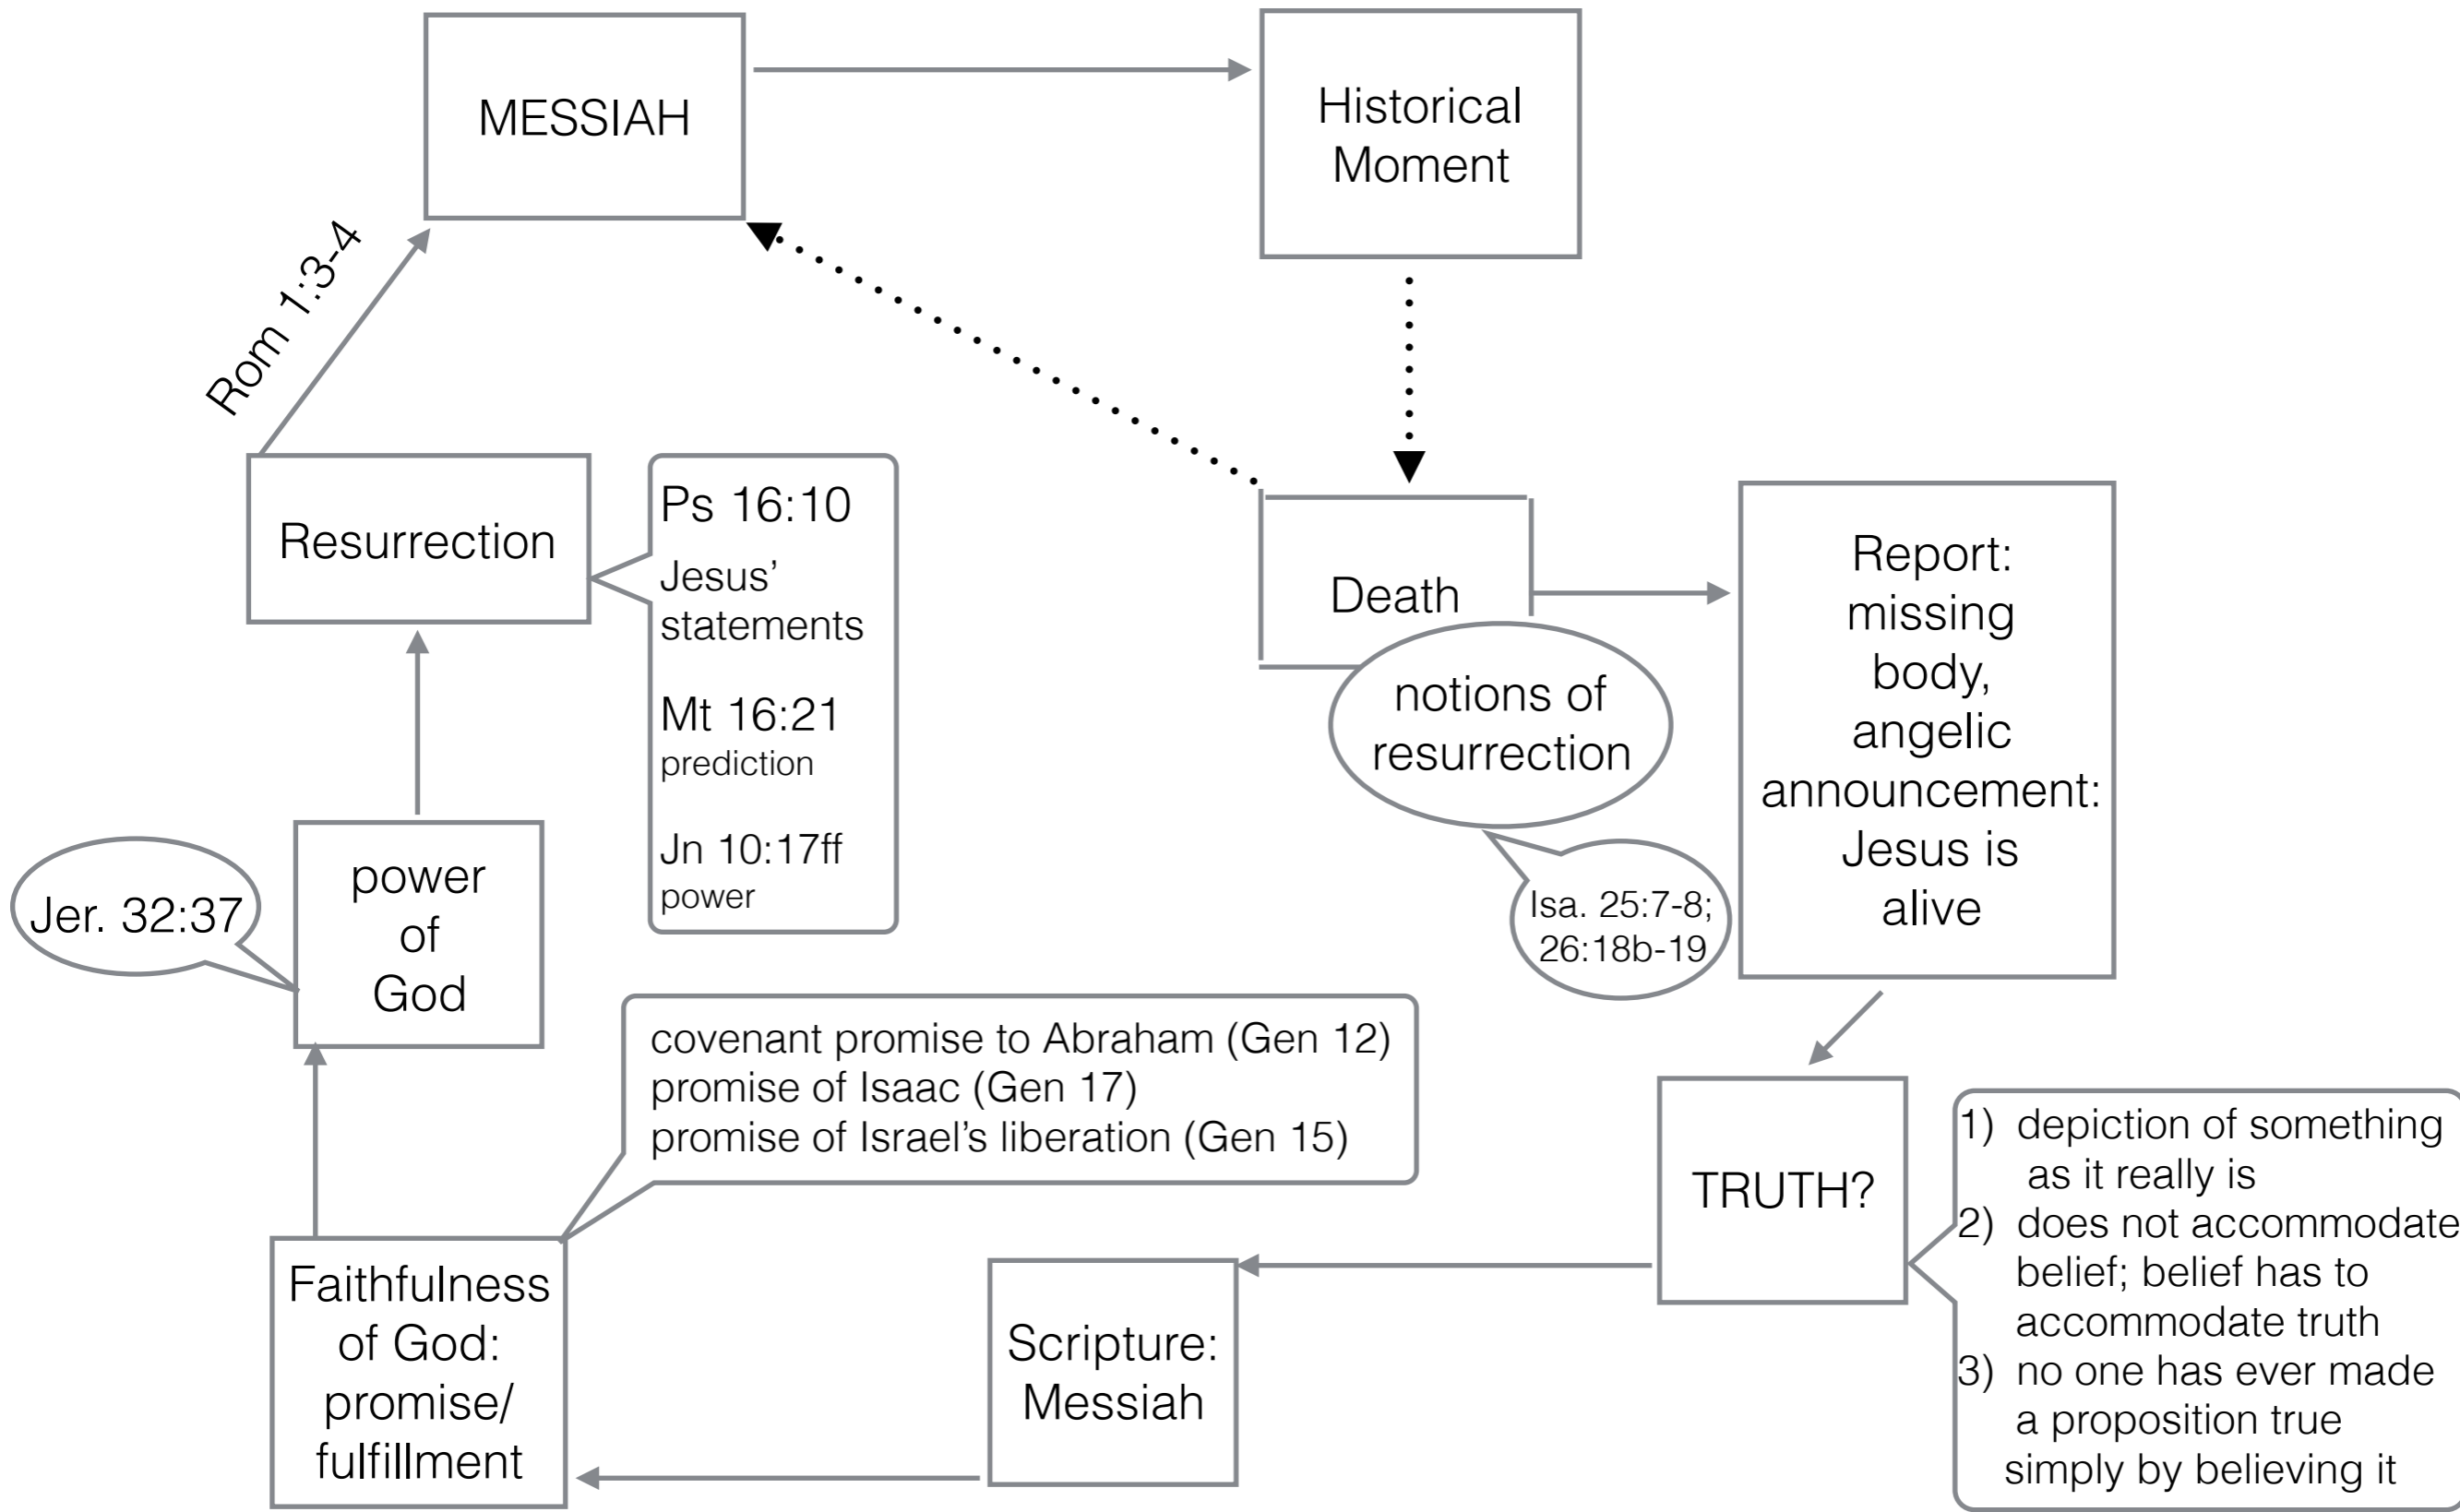 MESSIAH
Historical
Moment
Rom 1:3-4
Resurrection
Ps 16:10
Jesus’
statements
Mt 16:21
prediction
Jn 10:17ff
power
Death
notions of
resurrection
Isa. 25:7-8;
26:18b-19
Report:
missing
body,
angelic
announcement:
Jesus is
alive
Jer. 32:37
power
of
God
covenant promise to Abraham (Gen 12)
promise of Isaac (Gen 17)
promise of Israel’s liberation (Gen 15)
TRUTH?
1) depiction of something
as it really is
2) does not accommodate
belief; belief has to
accommodate truth
3) no one has ever made
a proposition true
simply by believing it
Scripture:
Messiah
Faithfulness
of God:
promise/
fulfillment